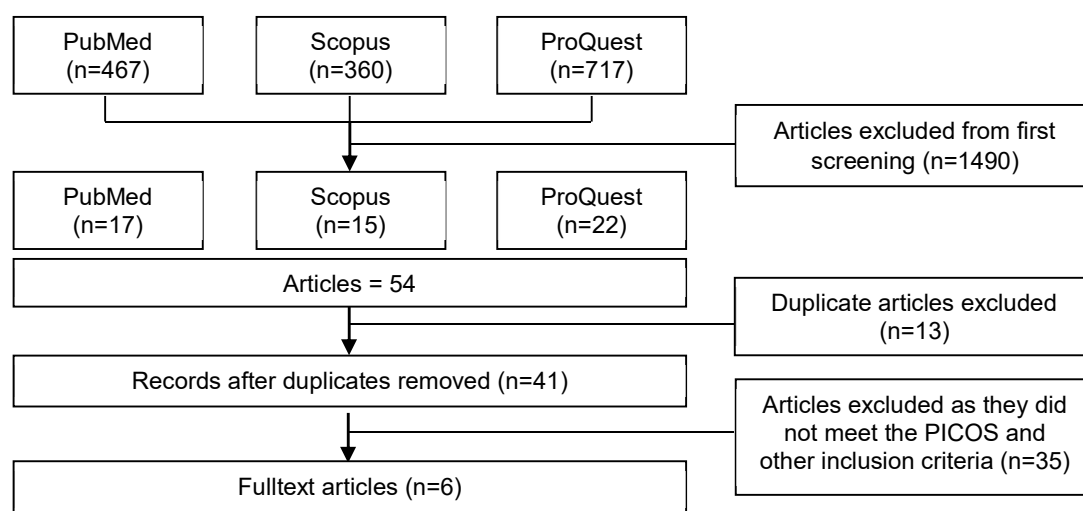 PubMed
(n=467)
Scopus
(n=360)
ProQuest
(n=717)
Articles excluded from first
screening (n=1490)
PubMed
(n=17)
Scopus
(n=15)
ProQuest
(n=22)
Articles = 54
Duplicate articles excluded
(n=13)
Records after duplicates removed (n=41)
Articles excluded as they did
not meet the PICOS and
other inclusion criteria (n=35)
Fulltext articles (n=6)